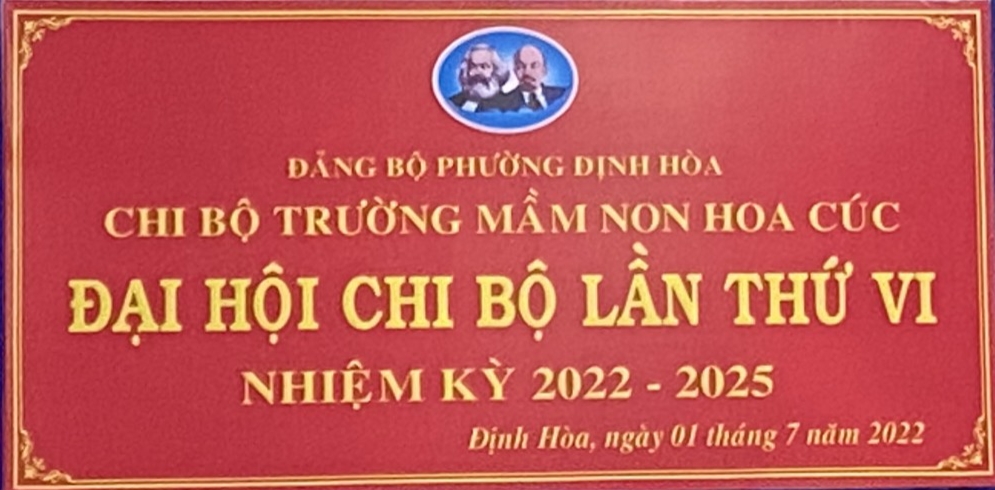 ĐẢNG BỘ PHƯỜNG ĐỊNH HÒA
CHI BỘ TRƯỜNG MẦM NON HOA CÚC
ĐẠI HỘI CHI BỘ LẦN THỨ VI
NHIỆM KỲ 2022 - 2025
Định Hòa, ngày 01 tháng 7 năm 2022